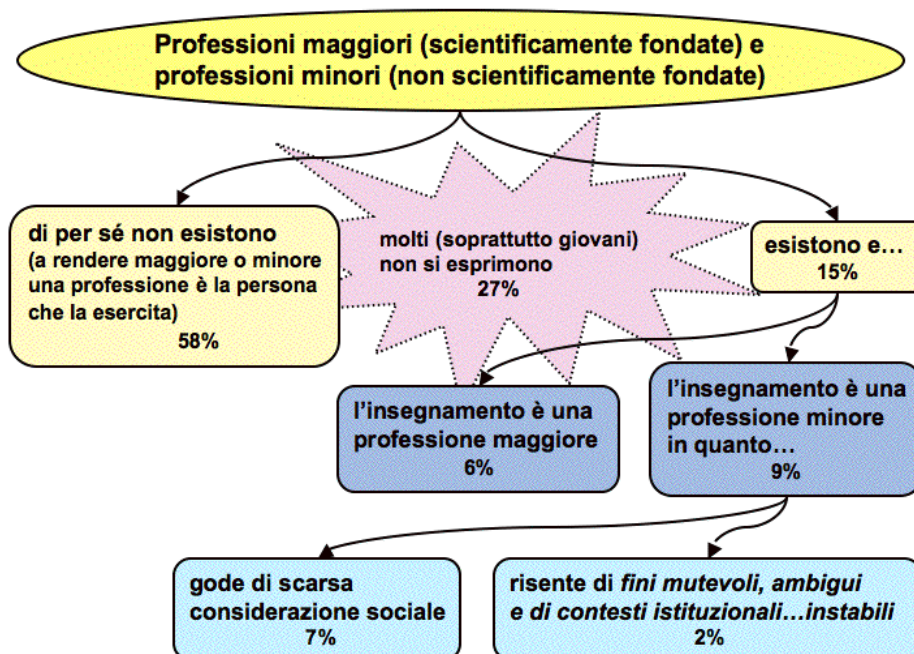 Professioni maggiori (scientificamente fondate) e
professioni minori (non scientificamente fondate)
di per sé non esistono
(a rendere maggiore o minore
una professione è la persona
che la esercita)
58%
molti (soprattutto giovani)
non si esprimono
27%
esistono e…
15%
l’insegnamento è una
professione maggiore
6%
l’insegnamento è una
professione minore
in quanto…
9%
gode di scarsa
considerazione sociale
7%
risente di fini mutevoli, ambigui
e di contesti istituzionali…instabili
2%